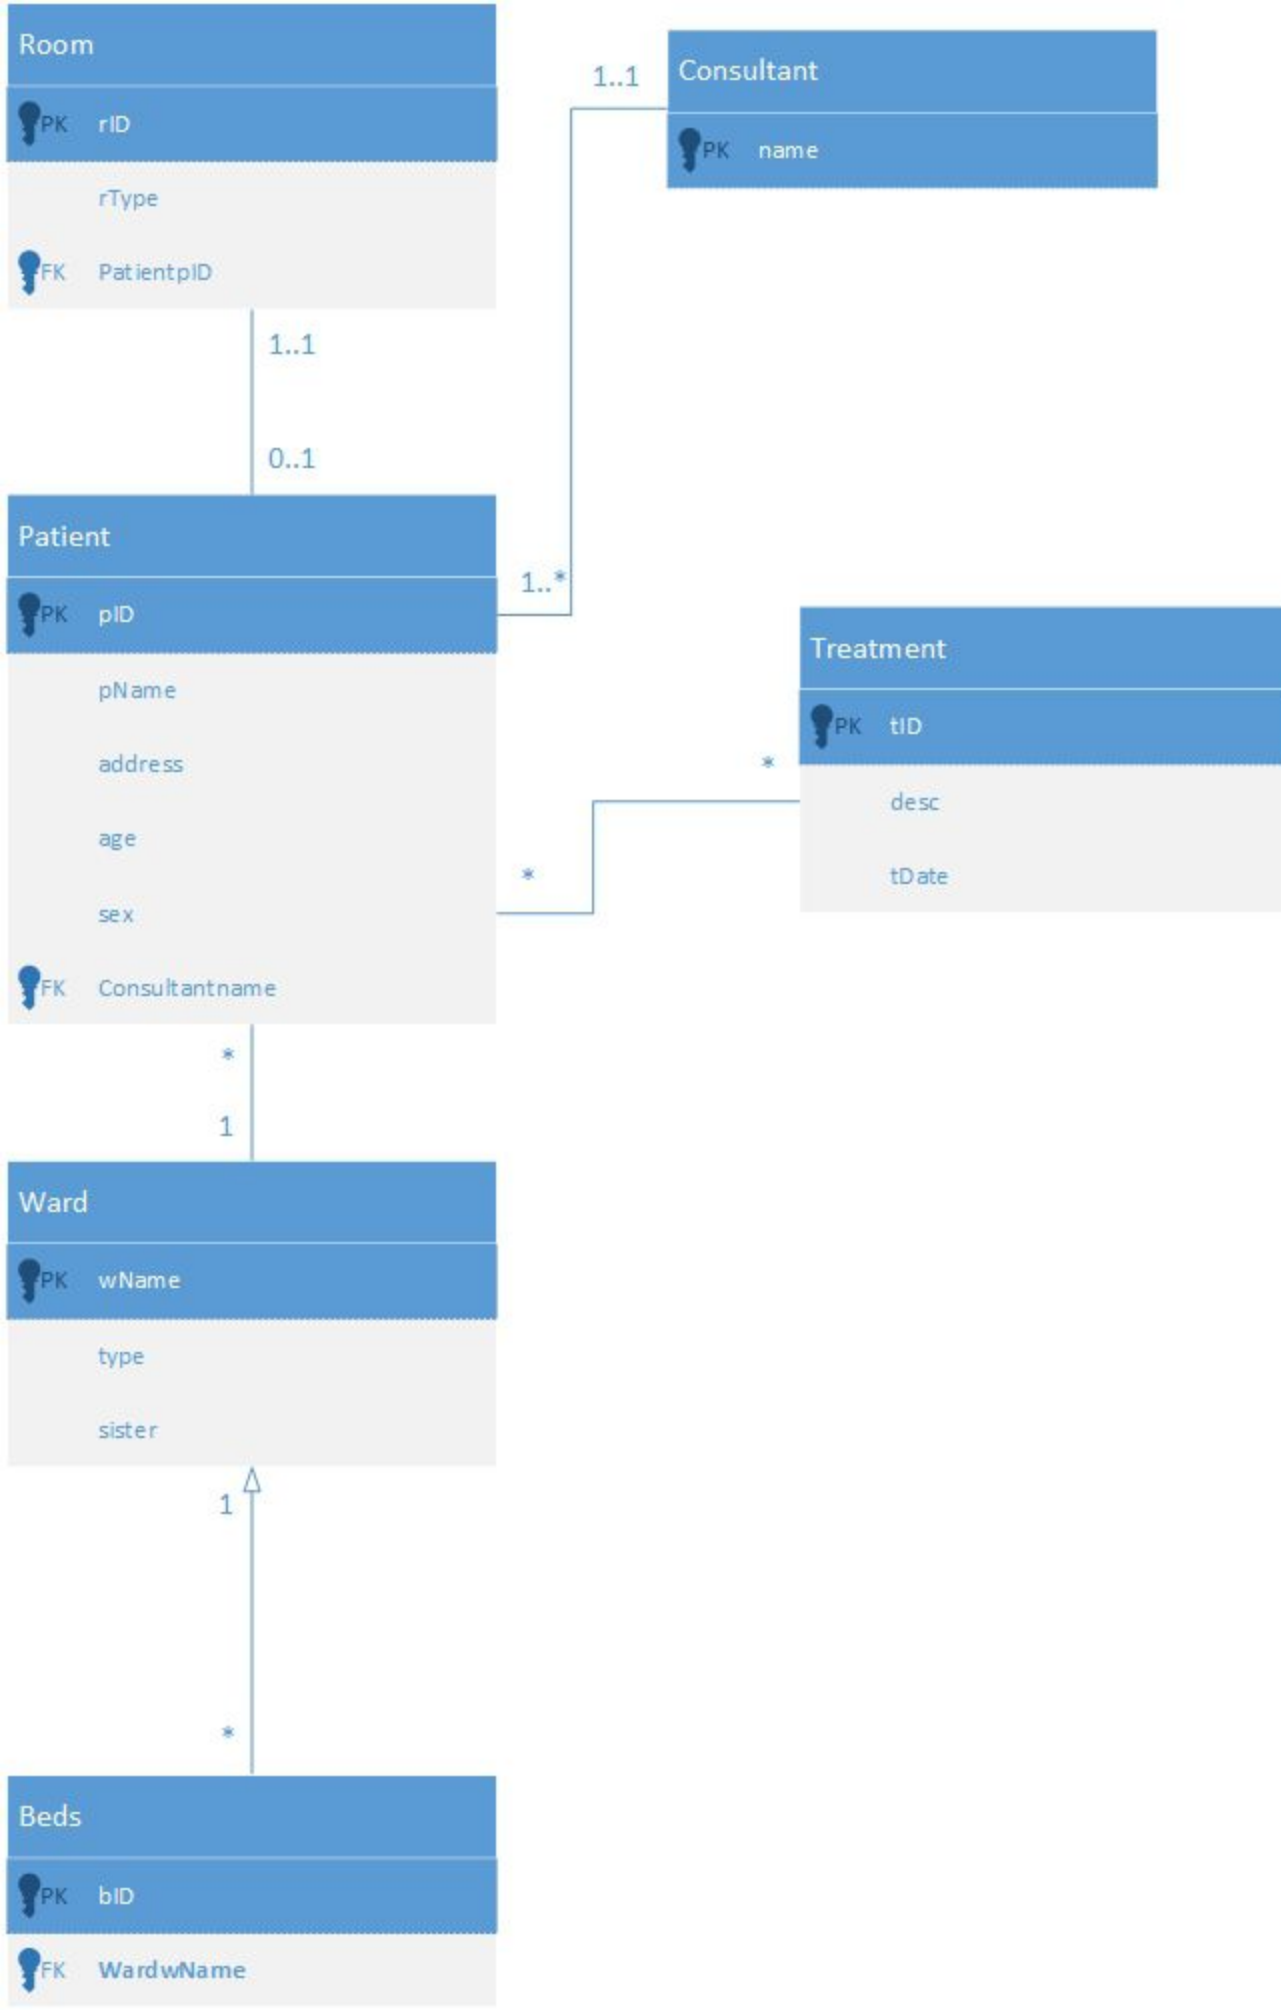 Room
PK rID
rType
FK PatientpID
1..1
0..1
Consultant
PK name
1..1
1..*
Patient
PK pID
pName
address
age
sex
FK Consultantname
Treatment
PK tID
desc
tDate
*
*
*
1
Ward
PK wName
type
sister
1
*
Beds
PK bID
FK WardwName